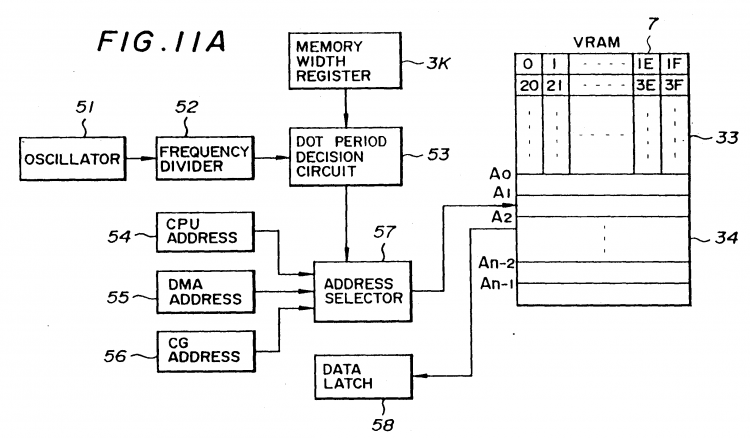 FIG. 11A
MEMORY
WIDTH
REGISTER
3K
VRAM
7
0 1 1E 1F
20 21 3E 3F
33
51
OSCILLATOR
52
FREQUENCY
DIVIDER
DOT PERIOD
DECISION
CIRCUIT
53
A0
A1
A2
An-2
An-1
34
54
CPU
ADDRESS
55
DMA
ADDRESS
56
CG
ADDRESS
57
ADDRESS
SELECTOR
DATA
LATCH
58